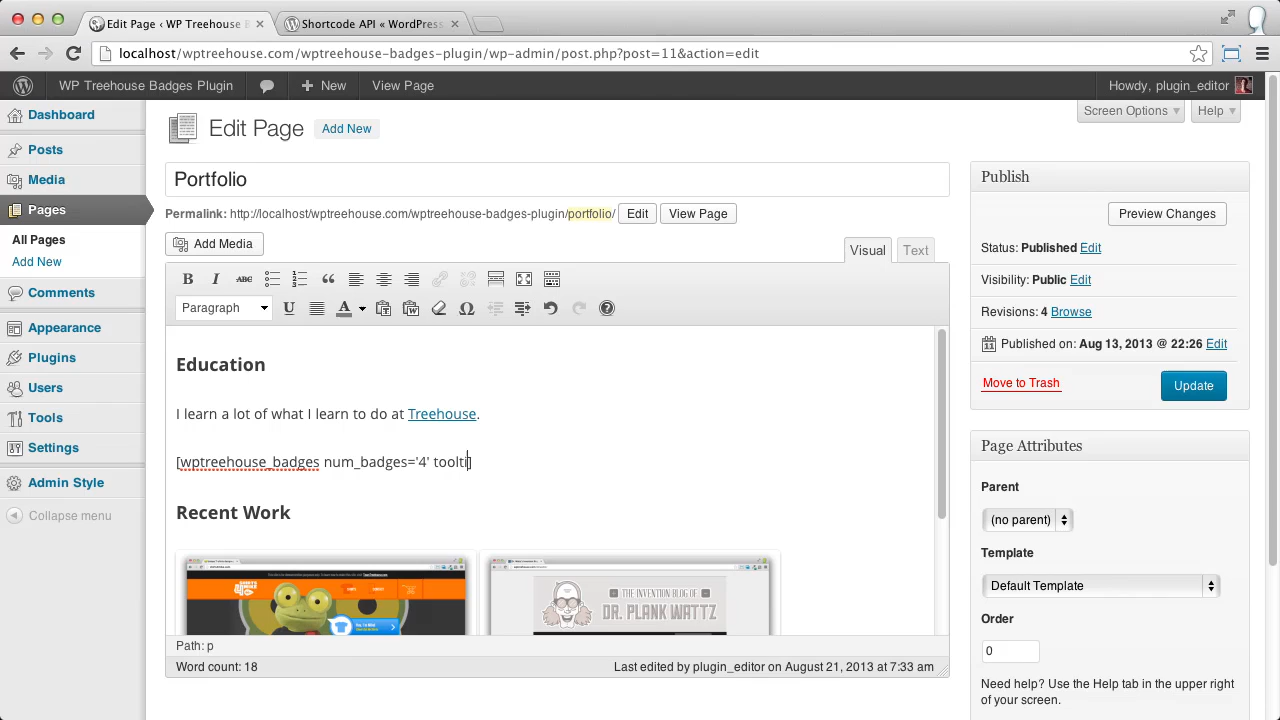 Edit Page ‹ WP Treehouse B
Shortcode API « WordPress
localhost/wptreehouse.com/wptreehouse-badges-plugin/wp-admin/post.php?post=11&action=edit
WP Treehouse Badges Plugin
New
View Page
Howdy, plugin_editor
Dashboard
Posts
Media
Pages
All Pages
Add New
Comments
Appearance
Plugins
Users
Tools
Settings
Admin Style
Collapse menu
Screen Options
Help
Edit Page
Add New
Portfolio
Permalink: http://localhost/wptreehouse.com/wptreehouse-badges-plugin/portfolio/
Edit
View Page
Add Media
Visual
Text
B
I
ABC
Paragraph
U
A
Education
I learn a lot of what I learn to do at Treehouse.
[wptreehouse_badges num_badges='4' toolti]
Recent Work
THE INVENTION BLOG OF
DR. PLANK WATTZ
Path: p
Word count: 18
Last edited by plugin_editor on August 21, 2013 at 7:33 am
Publish
Preview Changes
Status: Published Edit
Visibility: Public Edit
Revisions: 4 Browse
11
Published on: Aug 13, 2013 @ 22:26 Edit
Move to Trash
Update
Page Attributes
Parent
(no parent)
Template
Default Template
Order
0
Need help? Use the Help tab in the upper right
of your screen.